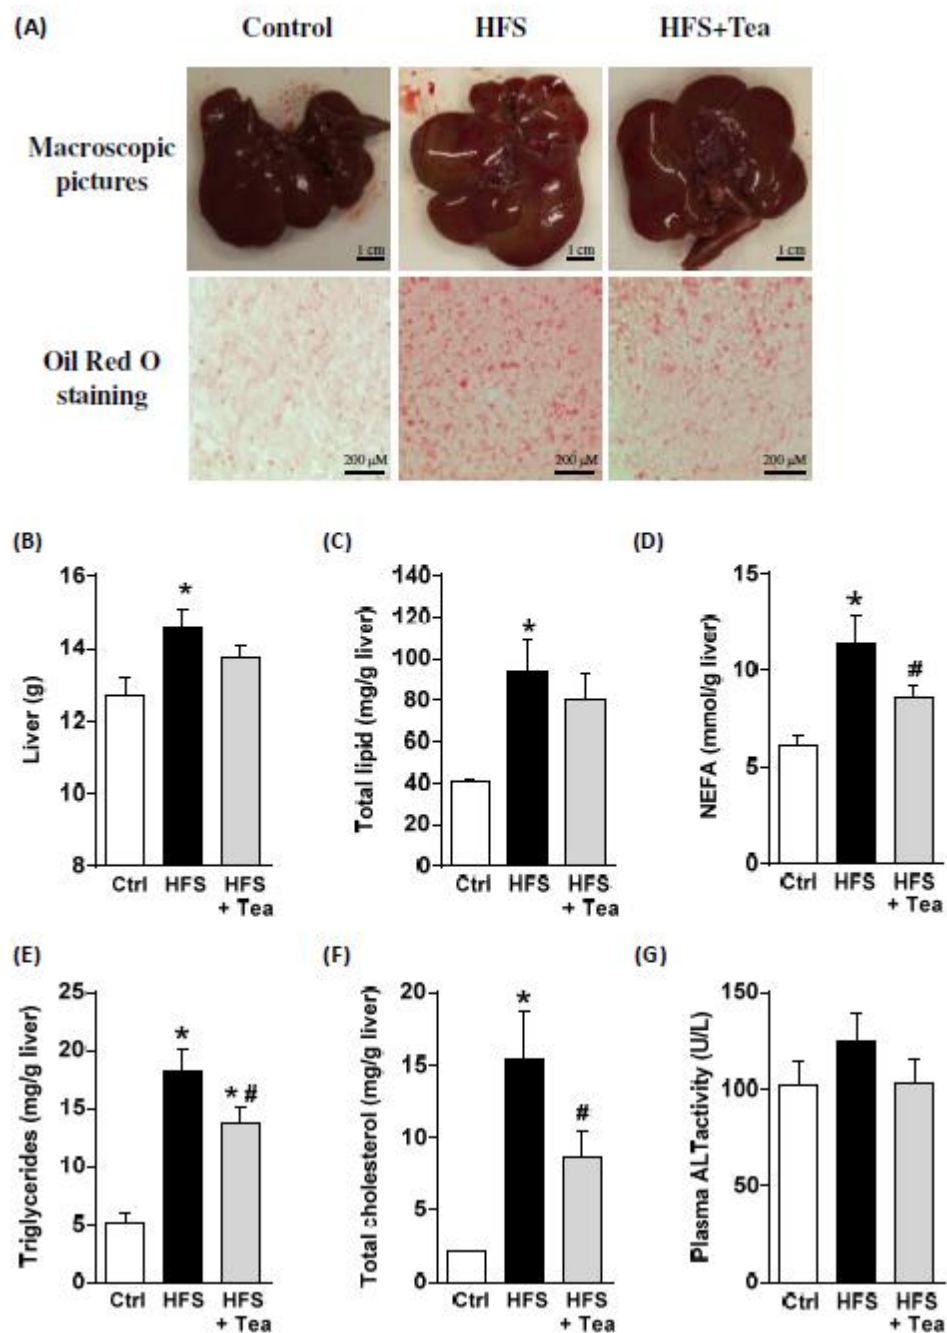 (A) Control HFS HFS+Tea
Macroscopic
pictures
1 cm 1 cm 1 cm
Oil Red O
staining
200 µM 200 µM 200 µM
(B) (C) (D)
Liver (g)
16
14
12
10
8
*
Ctrl HFS HFS
+ Tea
Total lipid (mg/g liver)
140
120
100
80
60
40
20
0
*
Ctrl HFS HFS
+ Tea
NEFA (mmol/g liver)
15
10
5
0
*
#
Ctrl HFS HFS
+ Tea
(E) (F) (G)
Triglycerides (mg/g liver)
25
20
15
10
5
0
*
* #
Ctrl HFS HFS
+ Tea
Total cholesterol (mg/g liver)
20
15
10
5
0
*
#
Ctrl HFS HFS
+ Tea
Plasma ALTactivity (U/L)
150
100
50
0
Ctrl HFS HFS
+ Tea